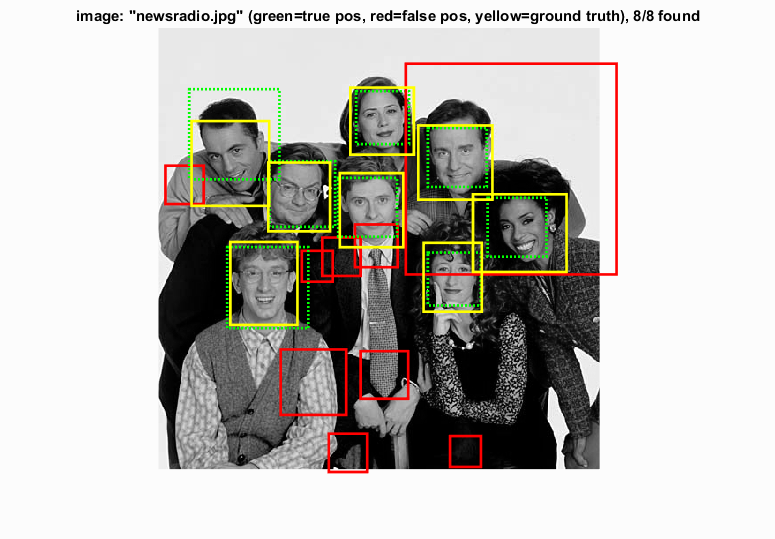 image: "newsradio.jpg" (green=true pos, red=false pos, yellow=ground truth), 8/8 found